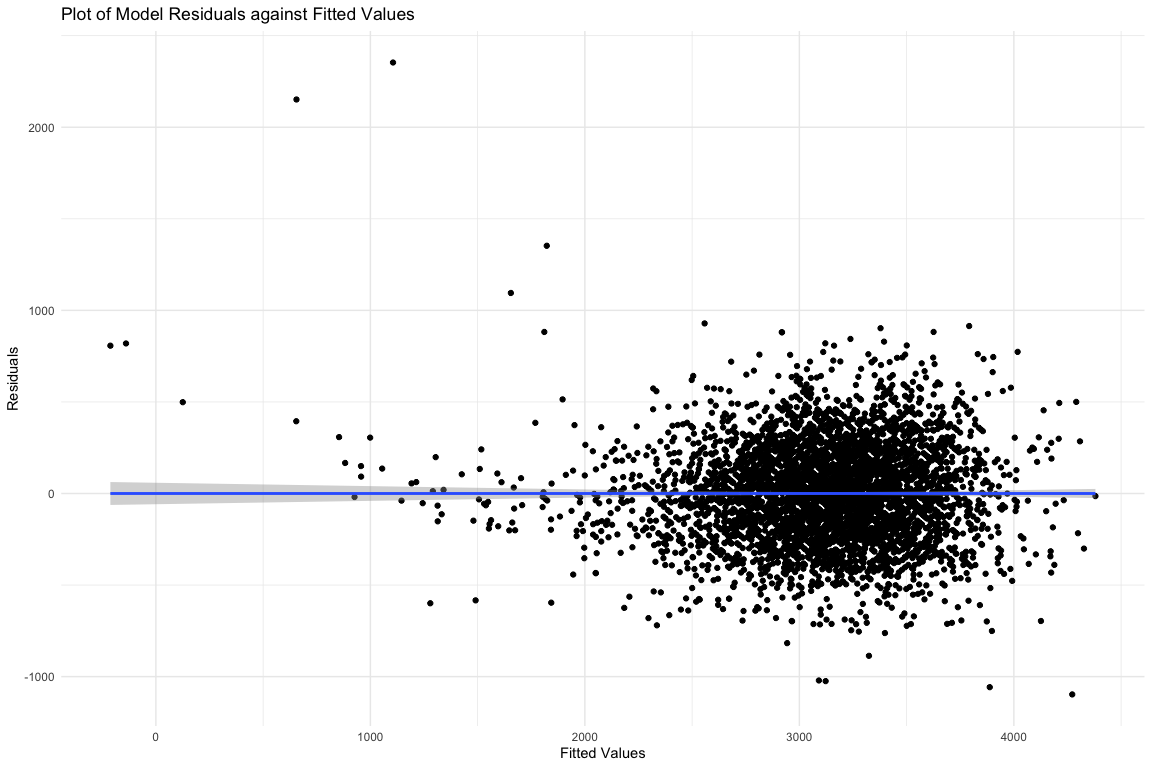 Plot of Model Residuals against Fitted Values
2000
1000
0
-1000
Residuals
0 1000 2000 3000 4000
Fitted Values